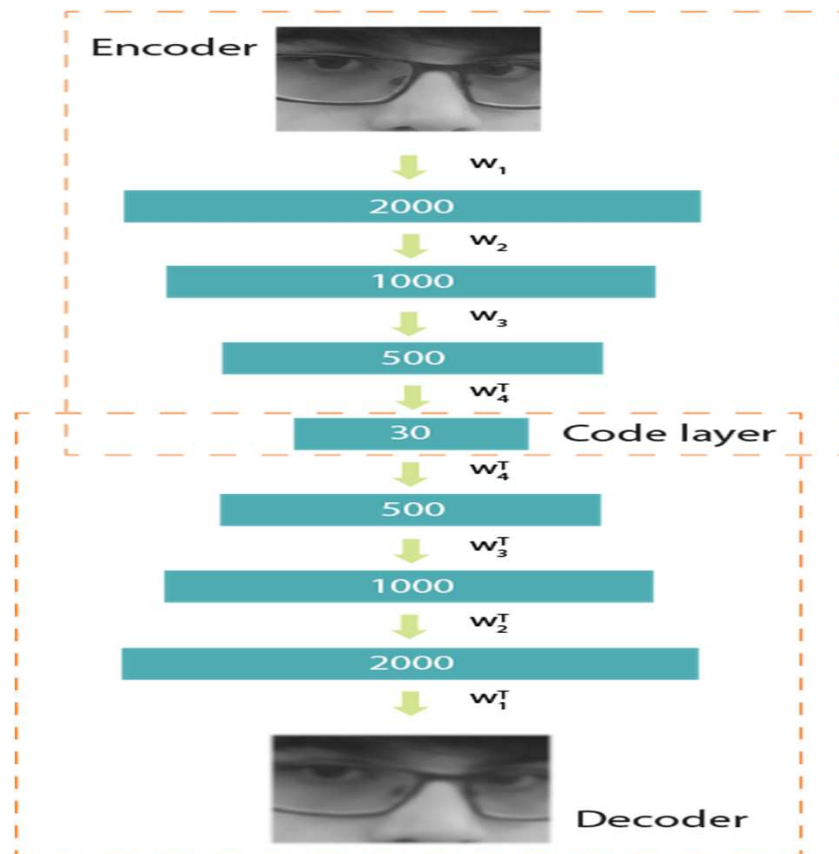 Encoder
w₁
2000
w₂
1000
w₃
500
w₄ᵀ
30
Code layer
w₄ᵀ
500
w₃ᵀ
1000
w₂ᵀ
2000
w₁ᵀ
Decoder